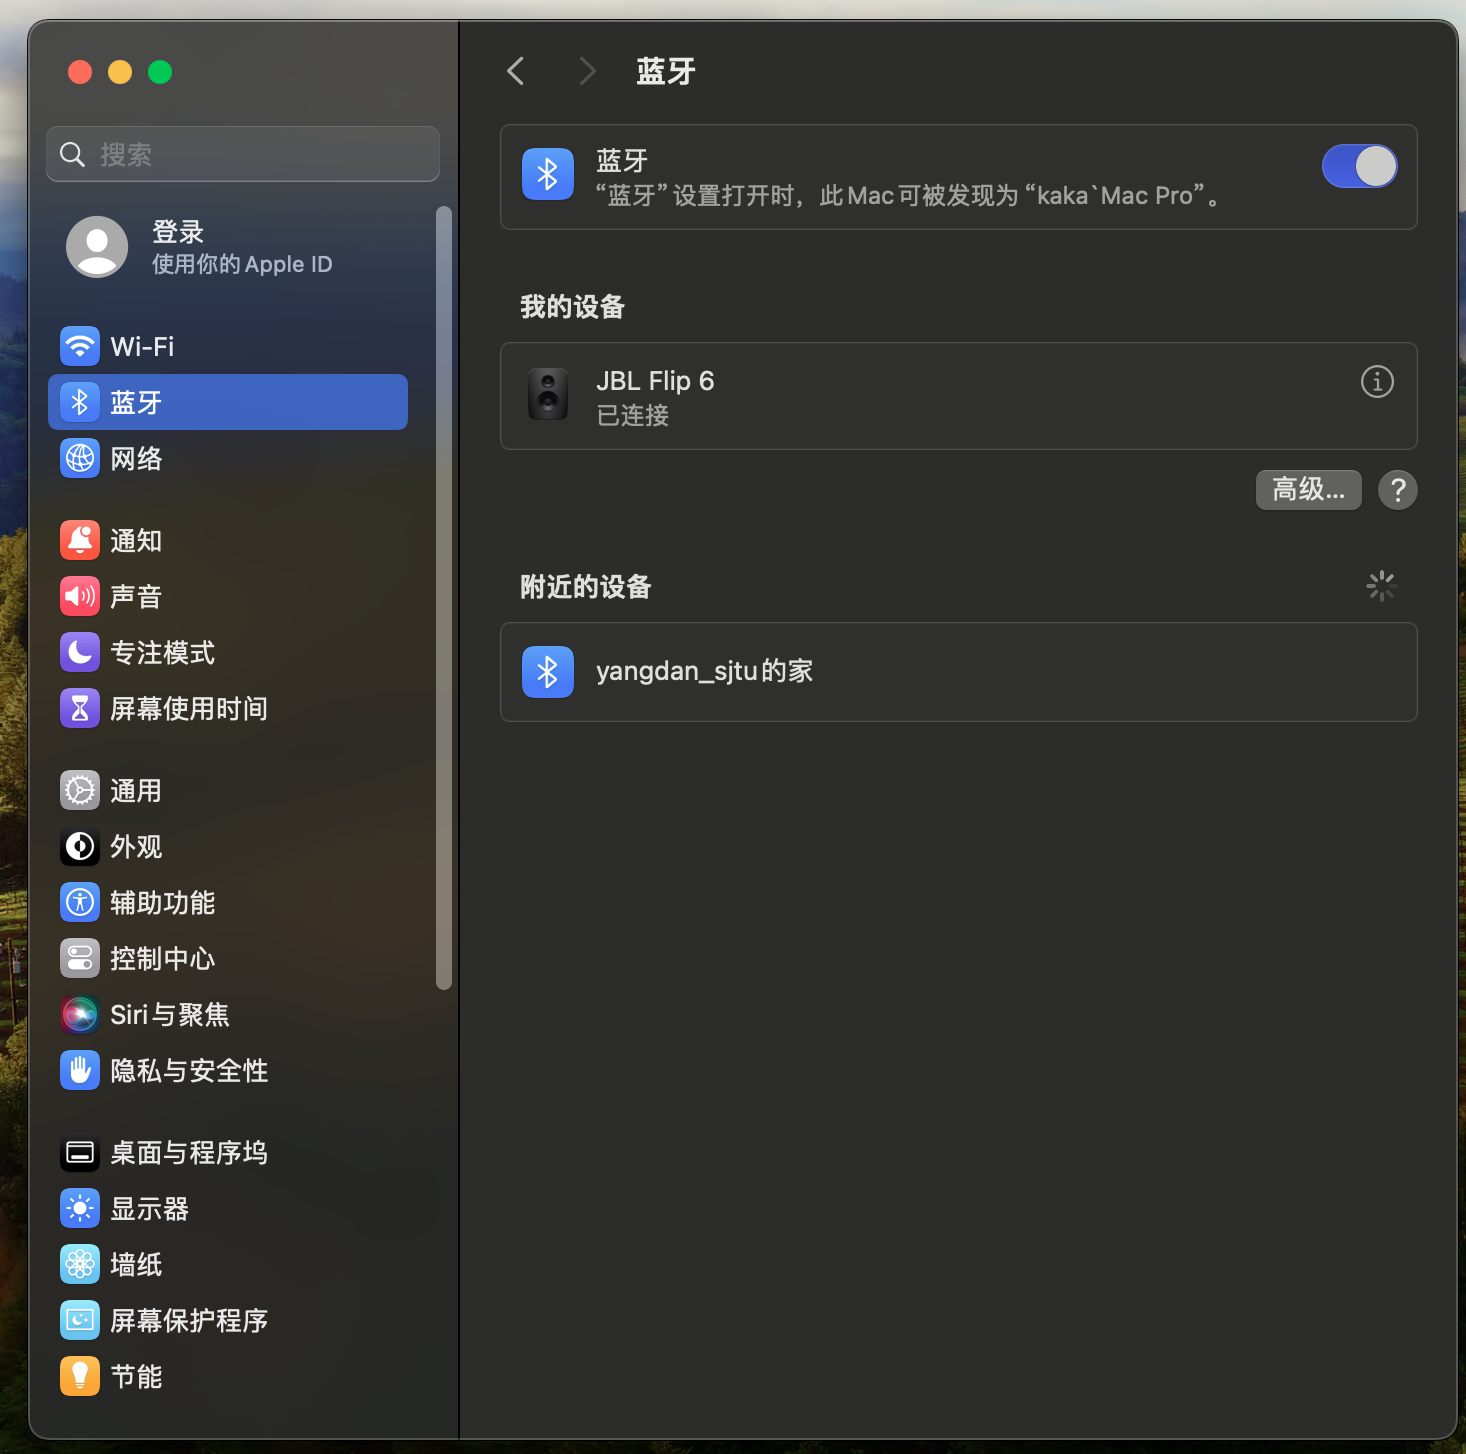 搜索
登录
使用你的Apple ID
Wi-Fi
蓝牙
网络
通知
声音
专注模式
屏幕使用时间
通用
外观
辅助功能
控制中心
Siri与聚焦
隐私与安全性
桌面与程序坞
显示器
墙纸
屏幕保护程序
节能
蓝牙
蓝牙
“蓝牙”设置打开时，此Mac可被发现为“kaka`Mac Pro”。
我的设备
JBL Flip 6
已连接
高级...
?
附近的设备
yangdan_sjtu的家